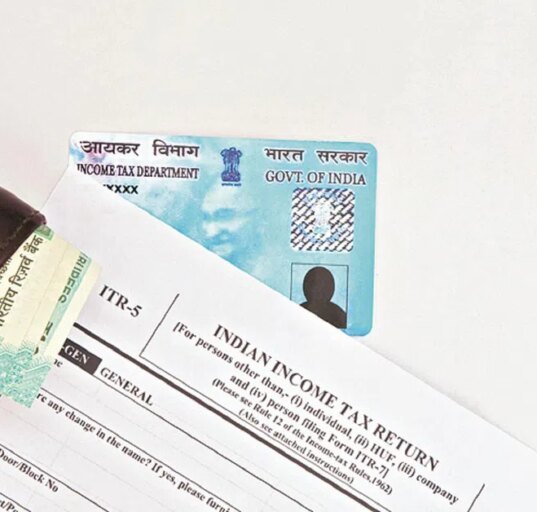 आयकर विभाग
INCOME TAX DEPARTMENT
भारत सरकार
GOVT. OF INDIA
XXXX
रिज़र्व बैंक
ITR-5
INDIAN INCOME TAX RETURN
[For persons other than,- (i) individual, (ii) HUF, (iii) company
and (iv) person filing Form ITR-7]
(Please see Rule 12 of the Income-tax Rules,1962)
(Also see attached instructions)
GEN GENERAL
any change in the name? If yes, please
Door/Block No